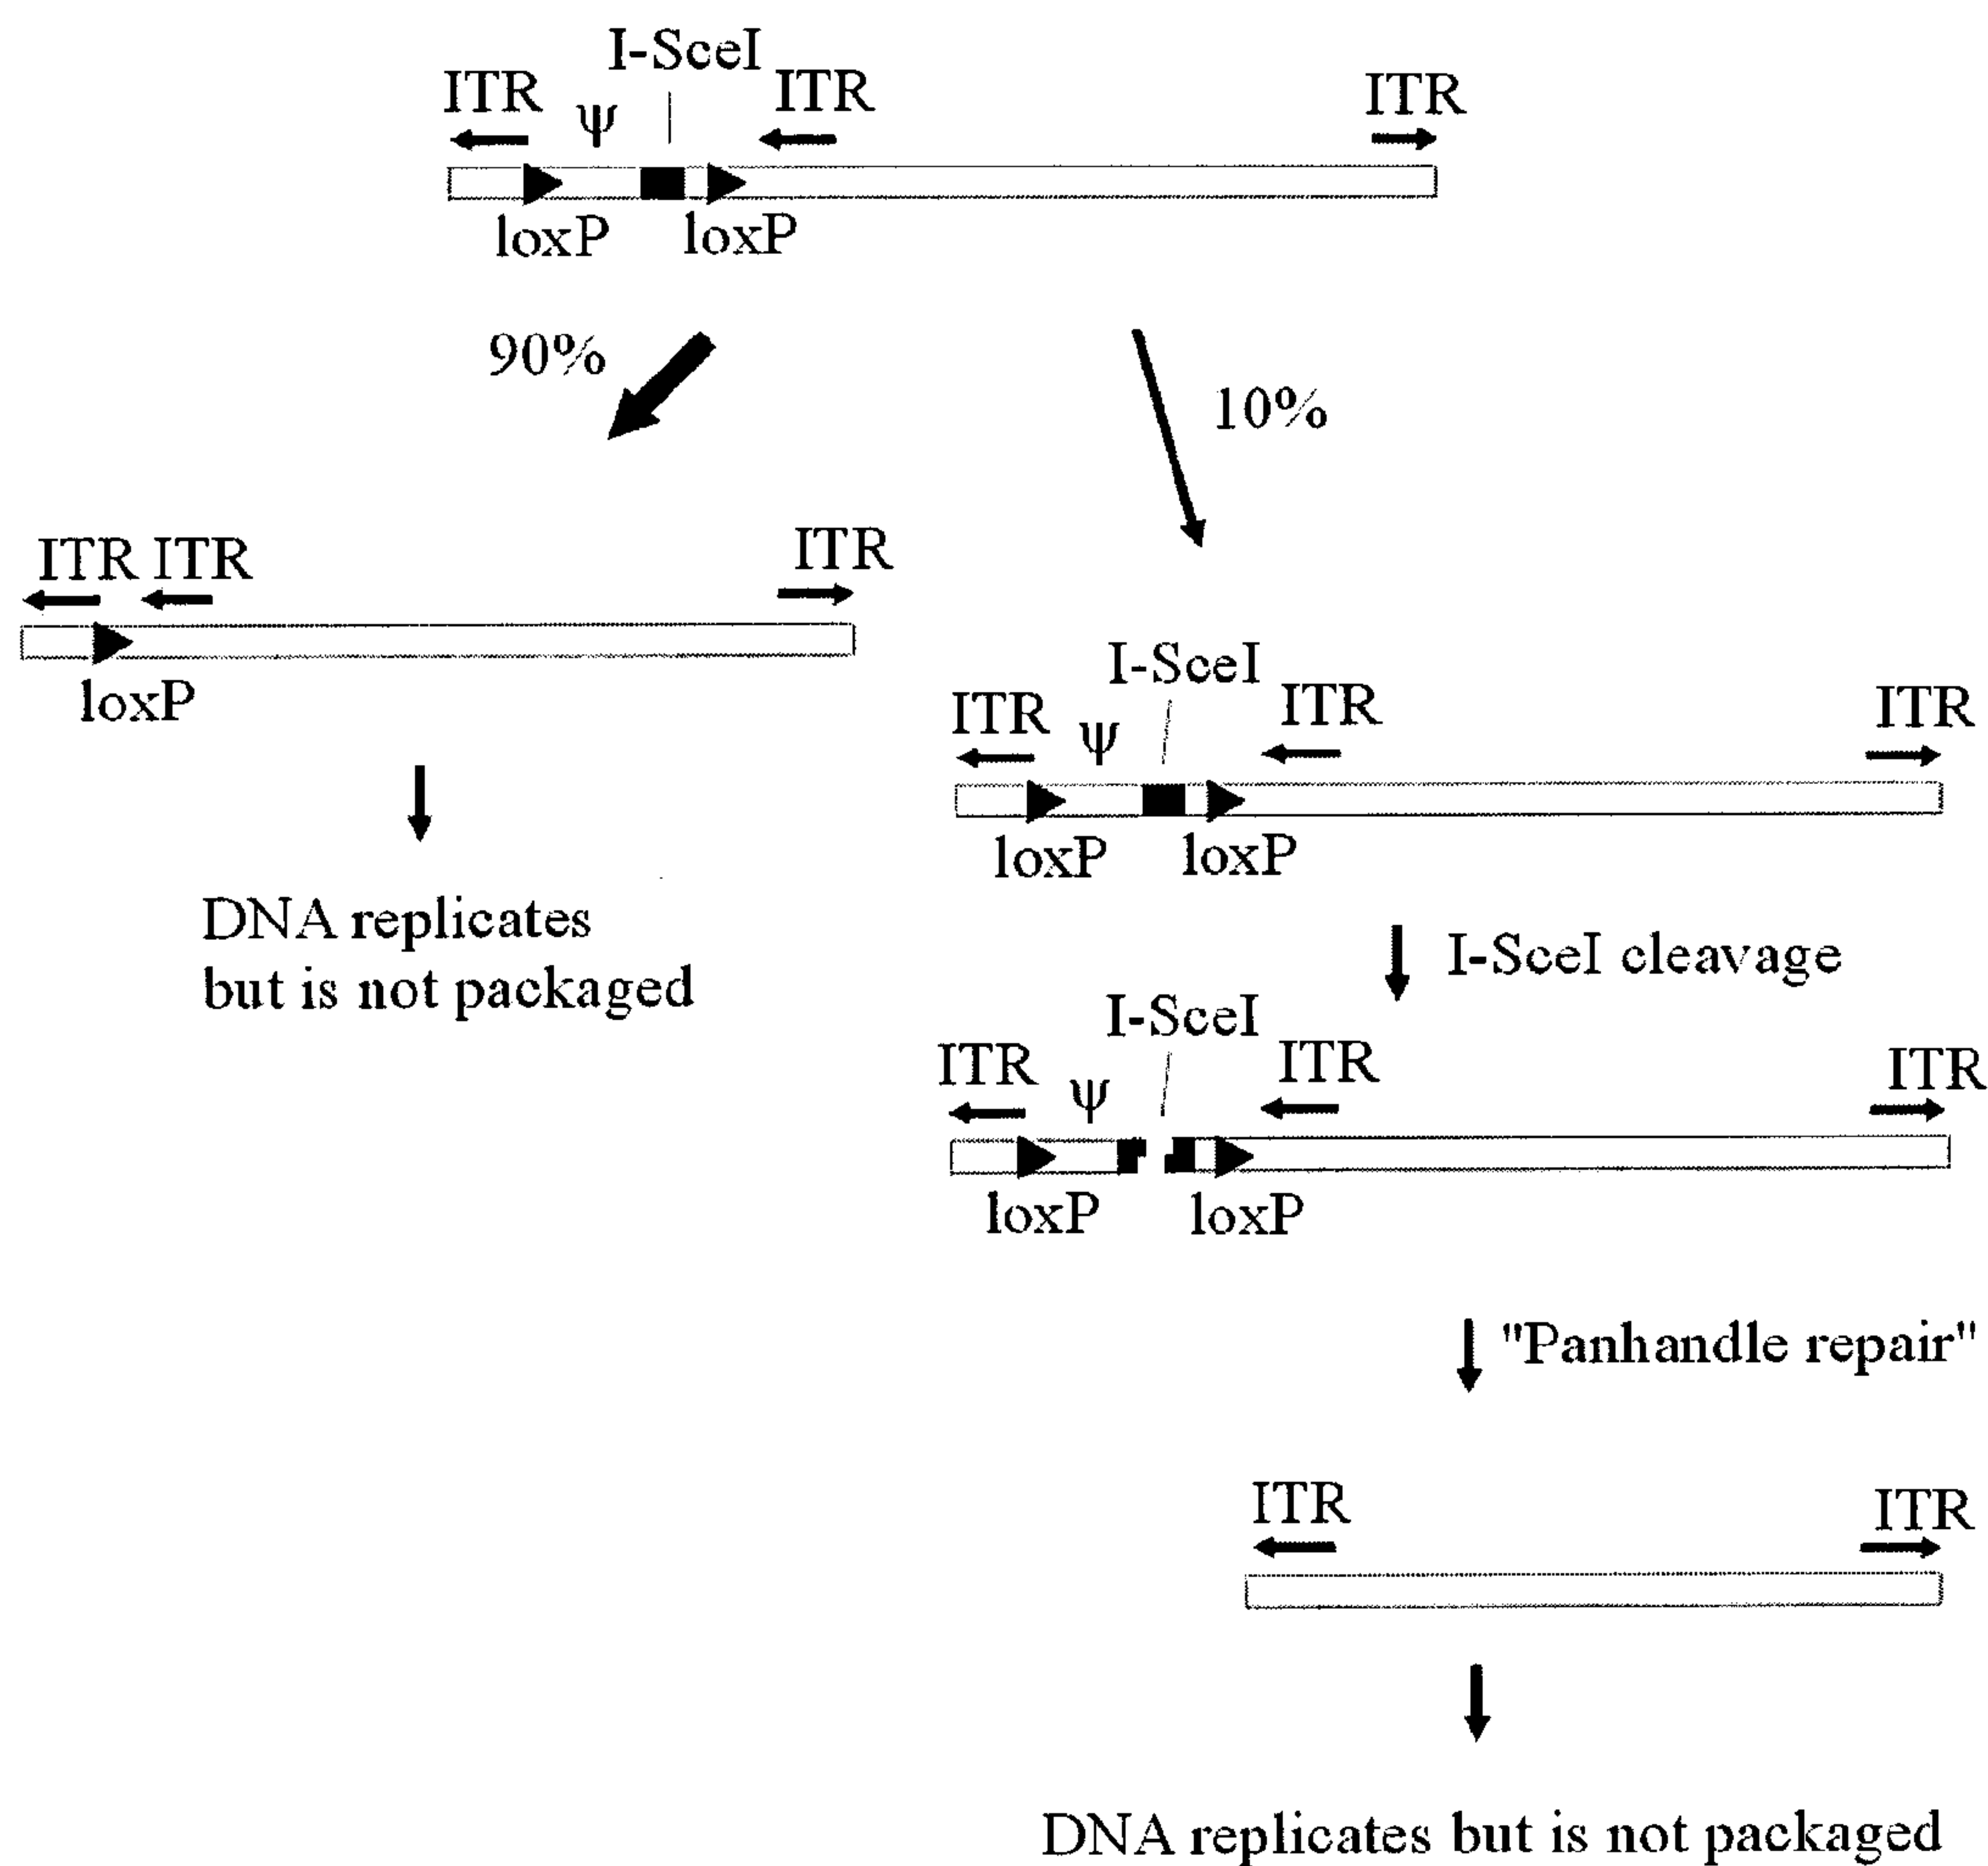 I-SceI
ITR ψ ITR ITR
loxP loxP
90%
10%
ITR ITR ITR
loxP
DNA replicates
but is not packaged
I-SceI
ITR ψ ITR ITR
loxP loxP
I-SceI cleavage
I-SceI
ITR ψ ITR ITR
loxP loxP
"Panhandle repair"
ITR ITR
DNA replicates but is not packaged